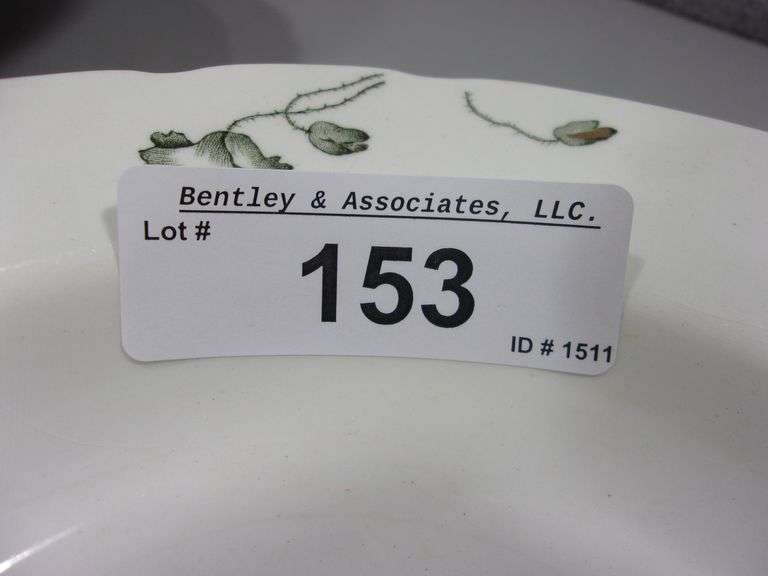 Bentley & Associates, LLC.
Lot #
153
ID # 1511